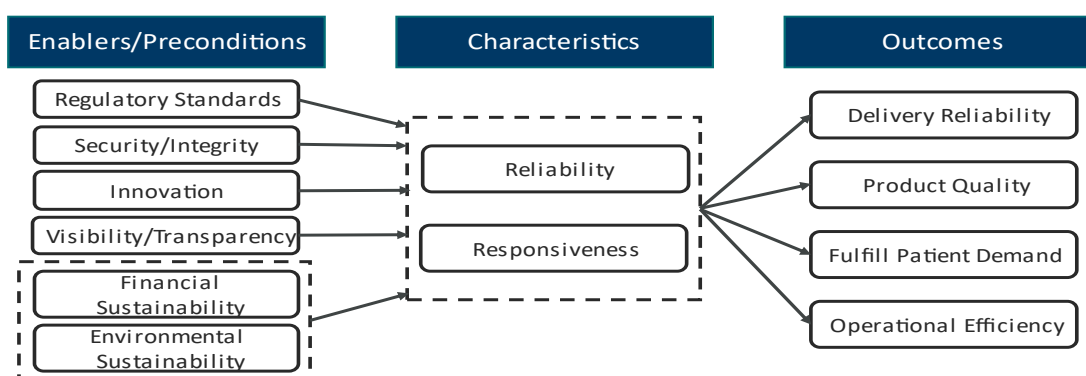 Enablers/Preconditions
Characteristics
Outcomes
Regulatory Standards
Security/Integrity
Innovation
Visibility/Transparency
Financial
Sustainability
Environmental
Sustainability
Reliability
Responsiveness
Delivery Reliability
Product Quality
Fulfill Patient Demand
Operational Efficiency